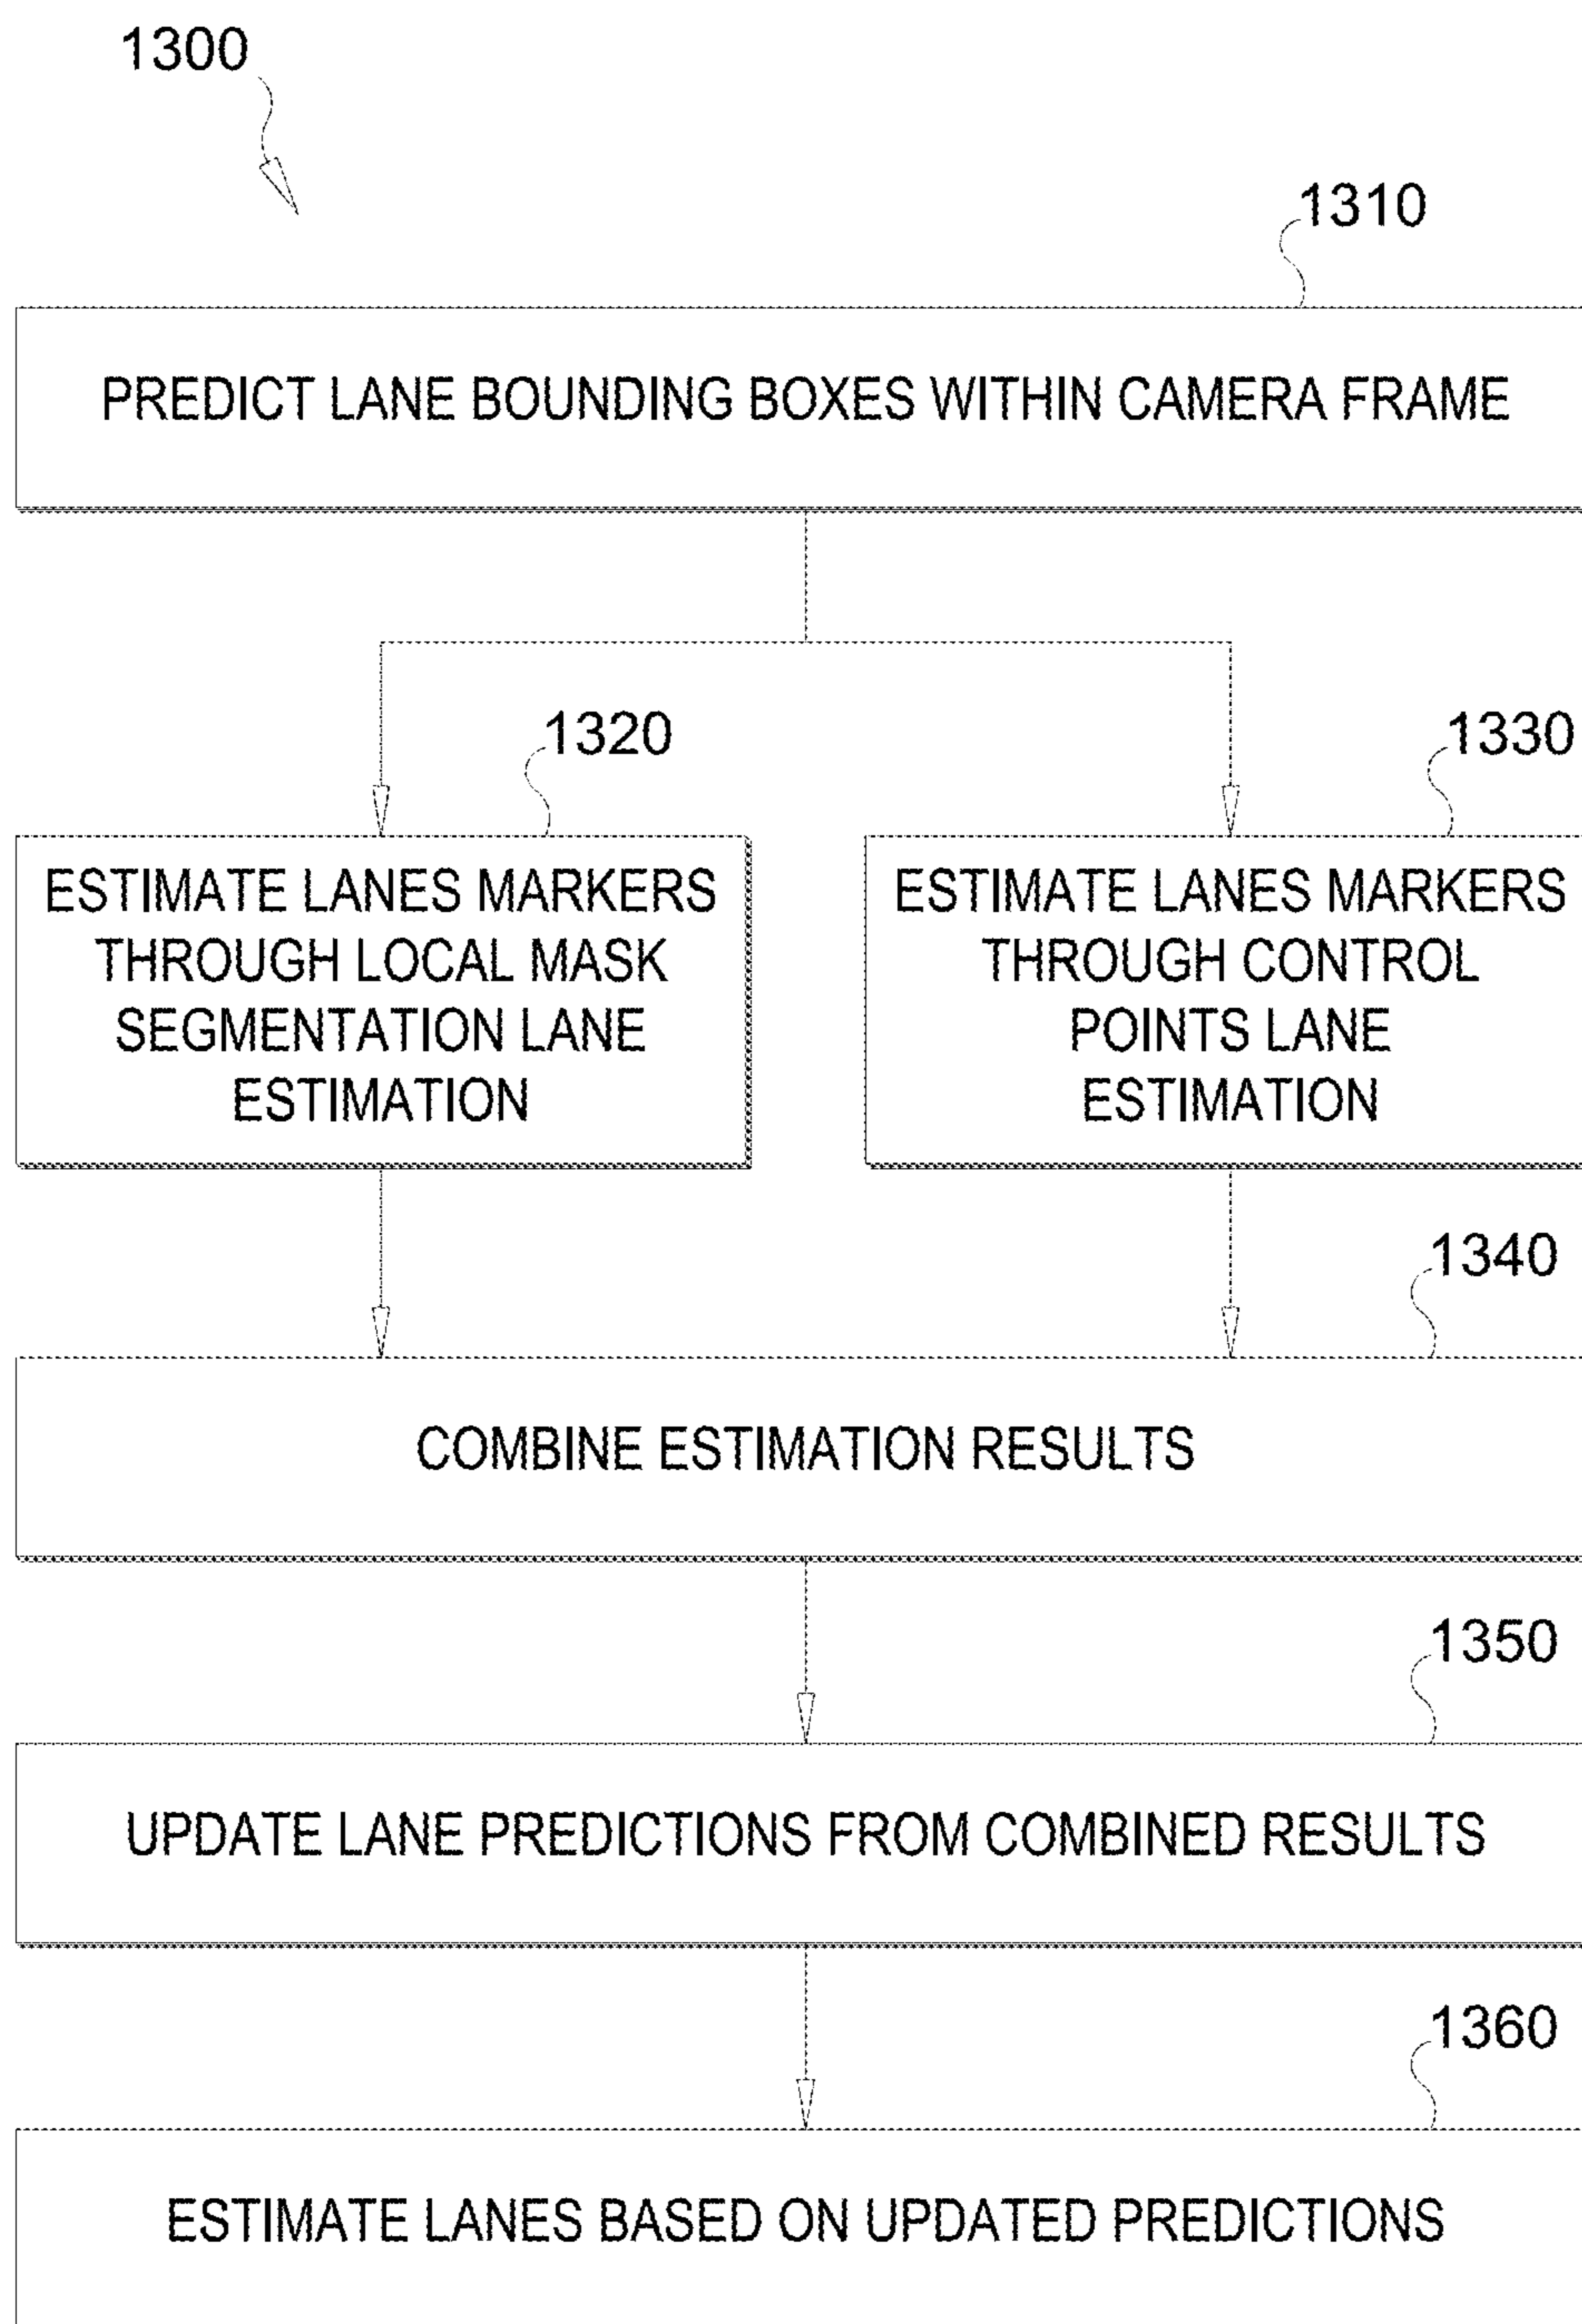 1300
1310
PREDICT LANE BOUNDING BOXES WITHIN CAMERA FRAME
1320
ESTIMATE LANES MARKERS
THROUGH LOCAL MASK
SEGMENTATION LANE
ESTIMATION
1330
ESTIMATE LANES MARKERS
THROUGH CONTROL
POINTS LANE
ESTIMATION
1340
COMBINE ESTIMATION RESULTS
1350
UPDATE LANE PREDICTIONS FROM COMBINED RESULTS
1360
ESTIMATE LANES BASED ON UPDATED PREDICTIONS